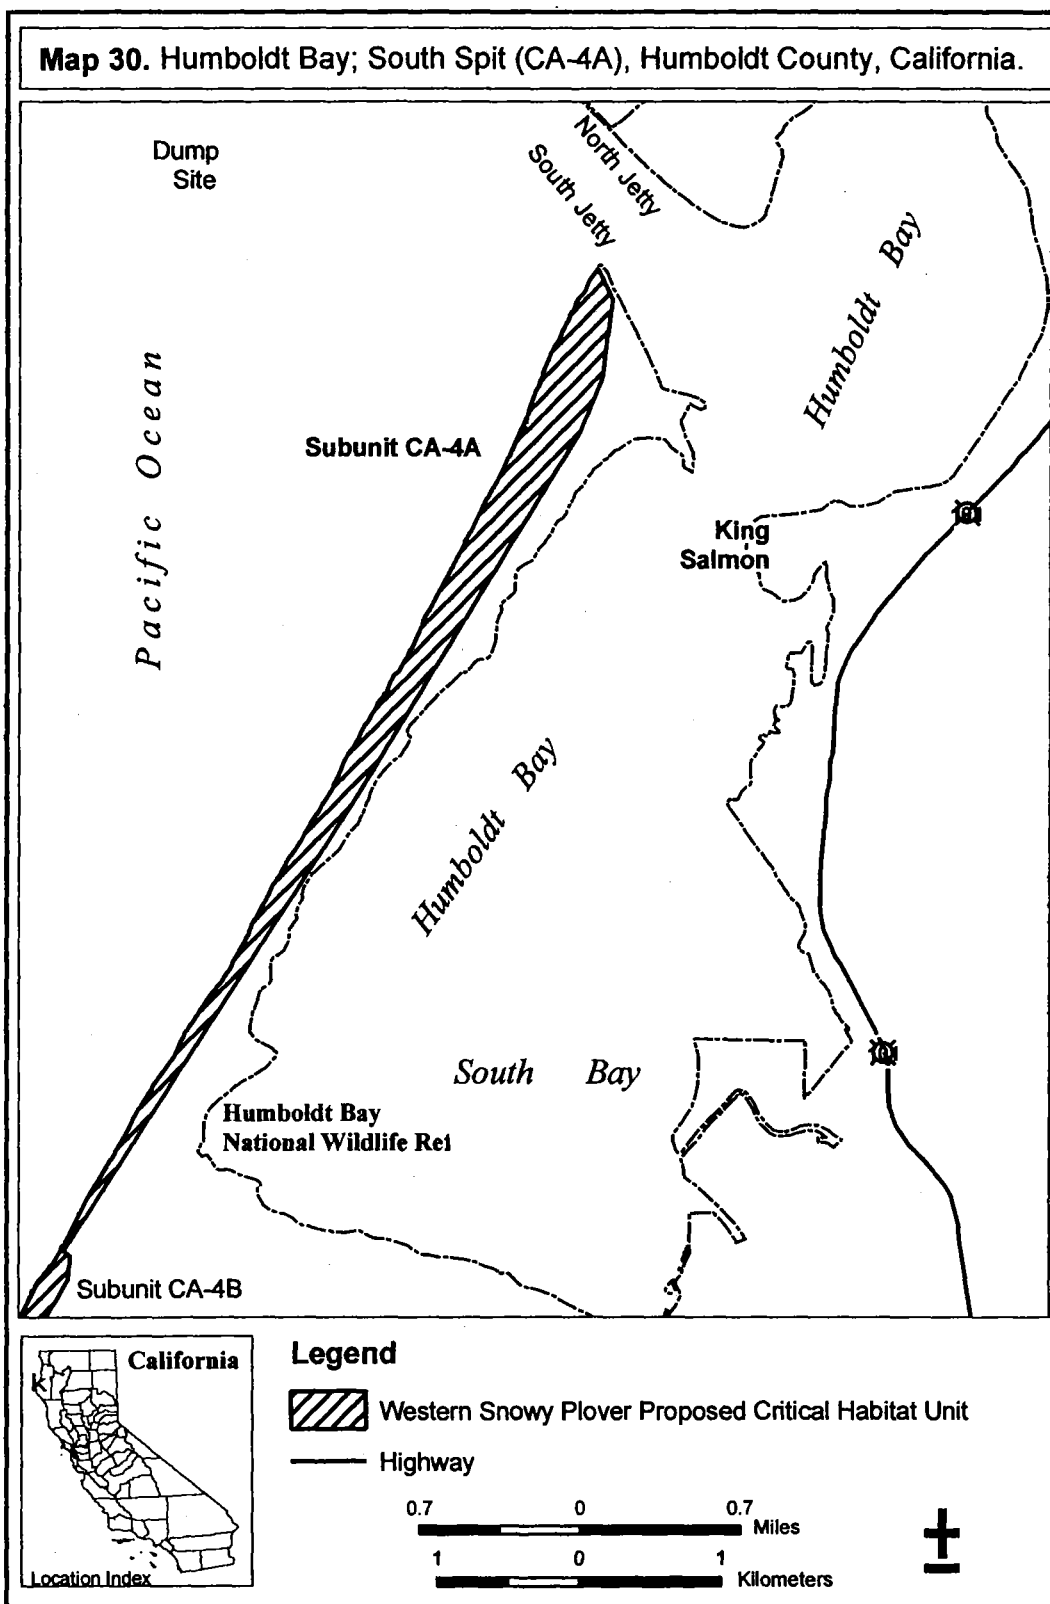 Map 30. Humboldt Bay; South Spit (CA-4A), Humboldt County, California.
Dump
Site
North Jetty
South Jetty
Humboldt Bay
Pacific Ocean
Subunit CA-4A
King
Salmon
Humboldt Bay
South Bay
Humboldt Bay
National Wildlife Rei
Subunit CA-4B
California
Location Index
Legend
Western Snowy Plover Proposed Critical Habitat Unit
Highway
0.7 0 0.7
Miles
1 0 1
Kilometers